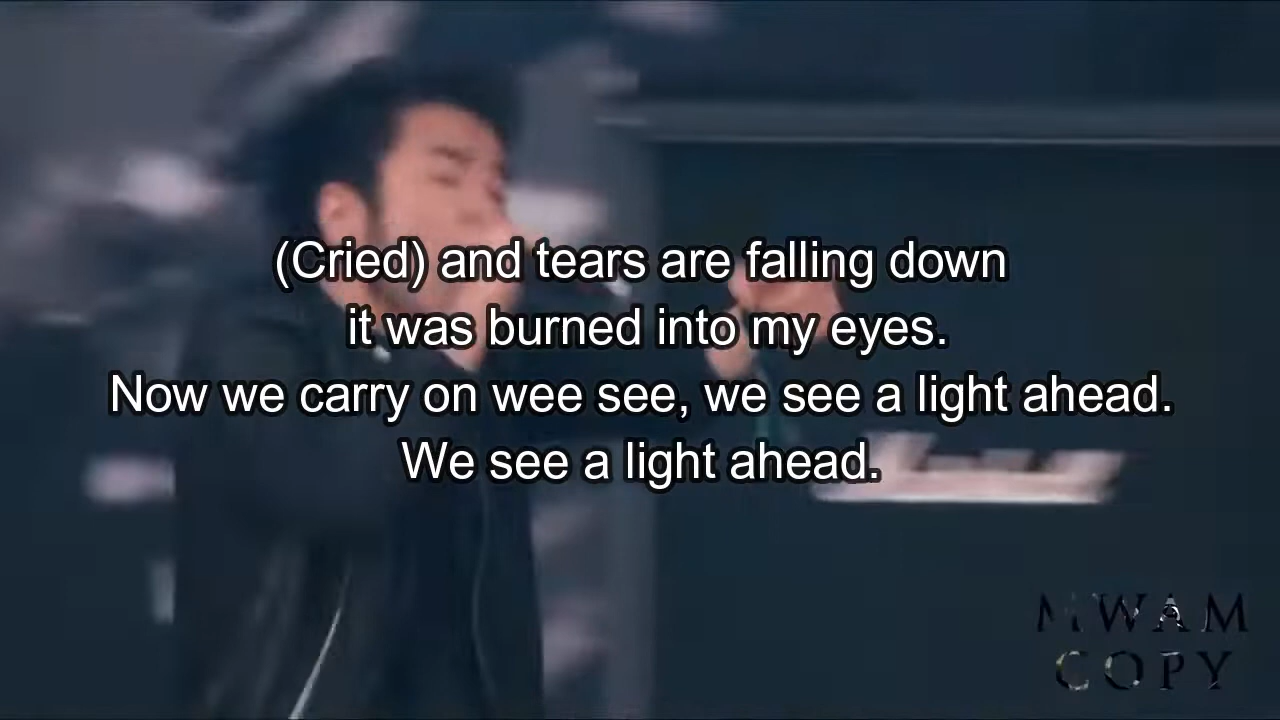 (Cried) and tears are falling down
it was burned into my eyes.
Now we carry on wee see, we see a light ahead.
We see a light ahead.
MWAM
COPY